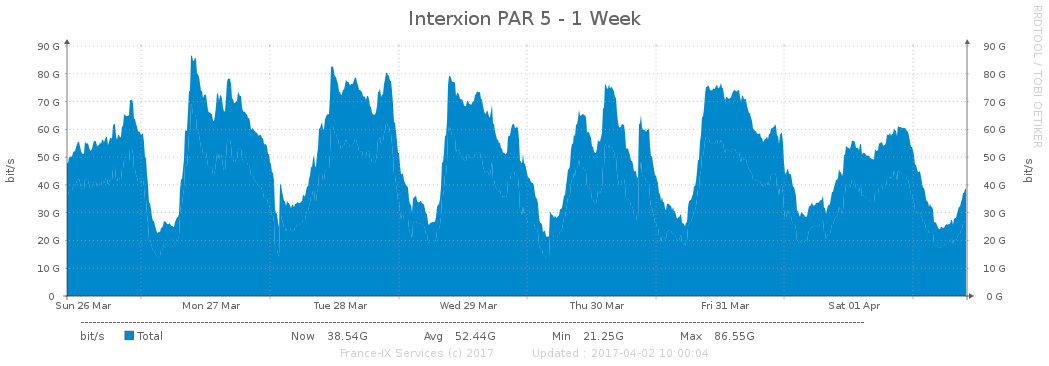 Interxion PAR 5 - 1 Week
RRDTOOL / TOBI OETIKER
bit/s
90 G 90 G
80 G 80 G
70 G 70 G
60 G 60 G
50 G 50 G
40 G 40 G
30 G 30 G
20 G 20 G
10 G 10 G
0 0 G
bit/s
Sun 26 Mar Mon 27 Mar Tue 28 Mar Wed 29 Mar Thu 30 Mar Fri 31 Mar Sat 01 Apr
bit/s Total Now 38.54G Avg 52.44G Min 21.25G Max 86.55G
France-IX Services (c) 2017 Updated : 2017-04-02 10:00:04